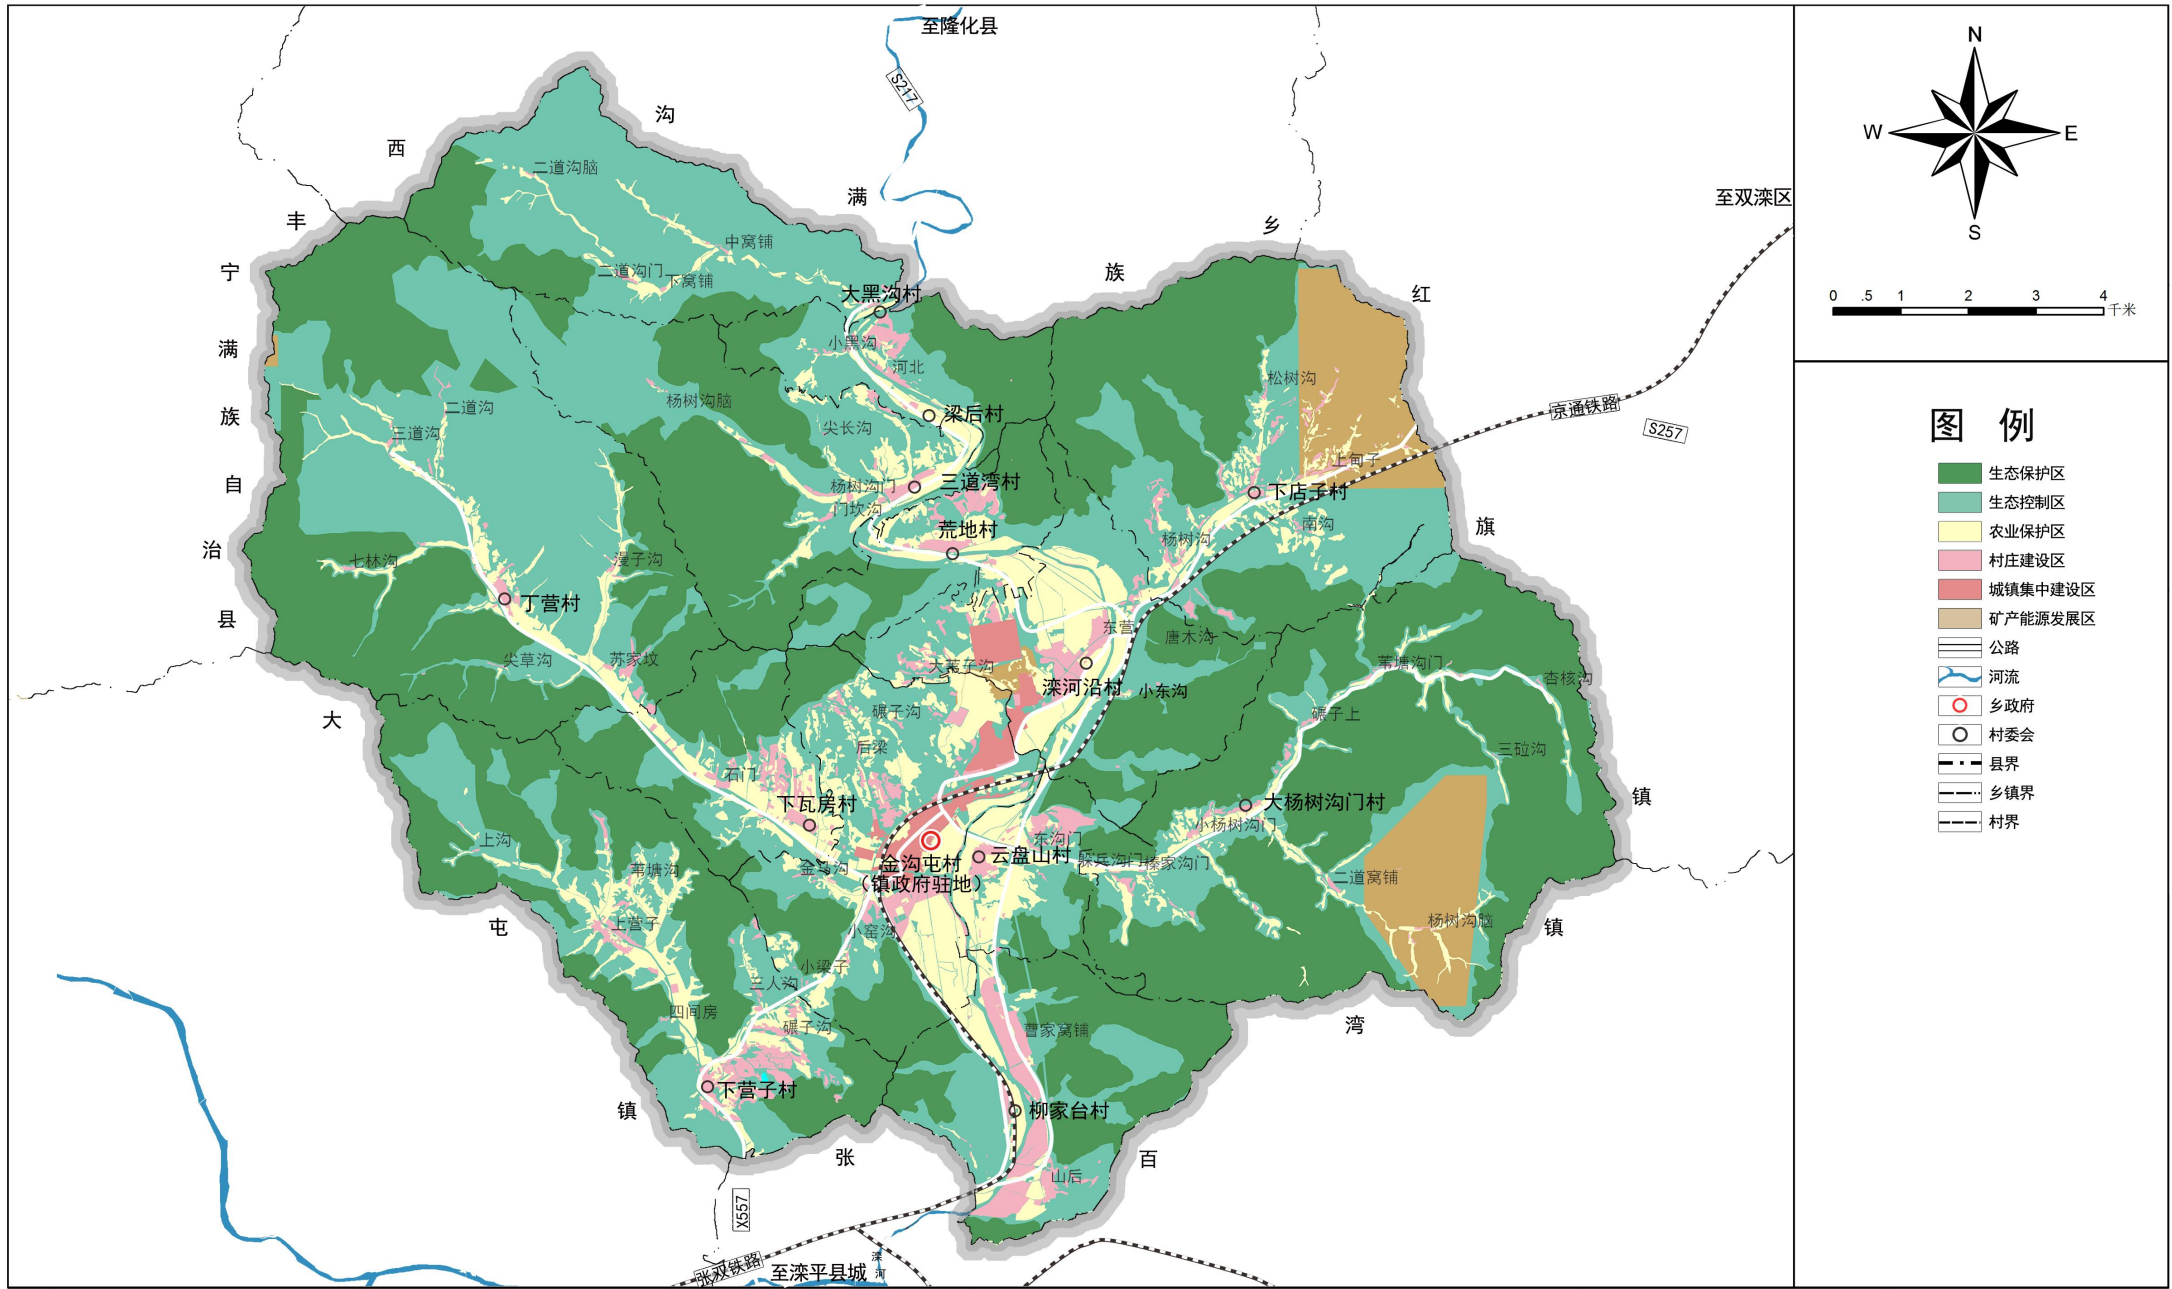 至隆化县
S217
沟
西
满
丰
乡
宁
族
红
满
至双滦区
族
京通铁路
S257
自
旗
治
县
大
镇
屯
镇
湾
镇
张
百
X557
张双铁路
至滦平县城
滦河
二道沟脑
中窝铺
二道沟门
下窝铺
大黑沟村
小黑沟
河北
梁后村
杨树沟脑
尖长沟
二道沟
三道沟
杨树沟门
三道湾村
门坎沟
荒地村
松树沟
上甸子
下店子村
南沟
杨树沟
七林沟
漫子沟
丁营村
尖草沟
苏家坟
东营
唐木沟
大苇子沟
滦河沿村
小东沟
苇塘沟门
杏核沟
碾子沟
碾子上
后梁
三砬沟
石门
下瓦房村
大杨树沟门村
小杨树沟门
上沟
东沟门
金沟屯村
(镇政府驻地)
云盘山村
躲兵沟门
榛家沟门
苇塘沟
二道窝铺
上营子
小窑沟
杨树沟脑
小梁子
三人沟
四间房
碾子沟
曹家窝铺
下营子村
柳家台村
山后
N
W
E
S
0 .5 1 2 3 4
千米
图 例
生态保护区
生态控制区
农业保护区
村庄建设区
城镇集中建设区
矿产能源发展区
公路
河流
乡政府
村委会
县界
乡镇界
村界